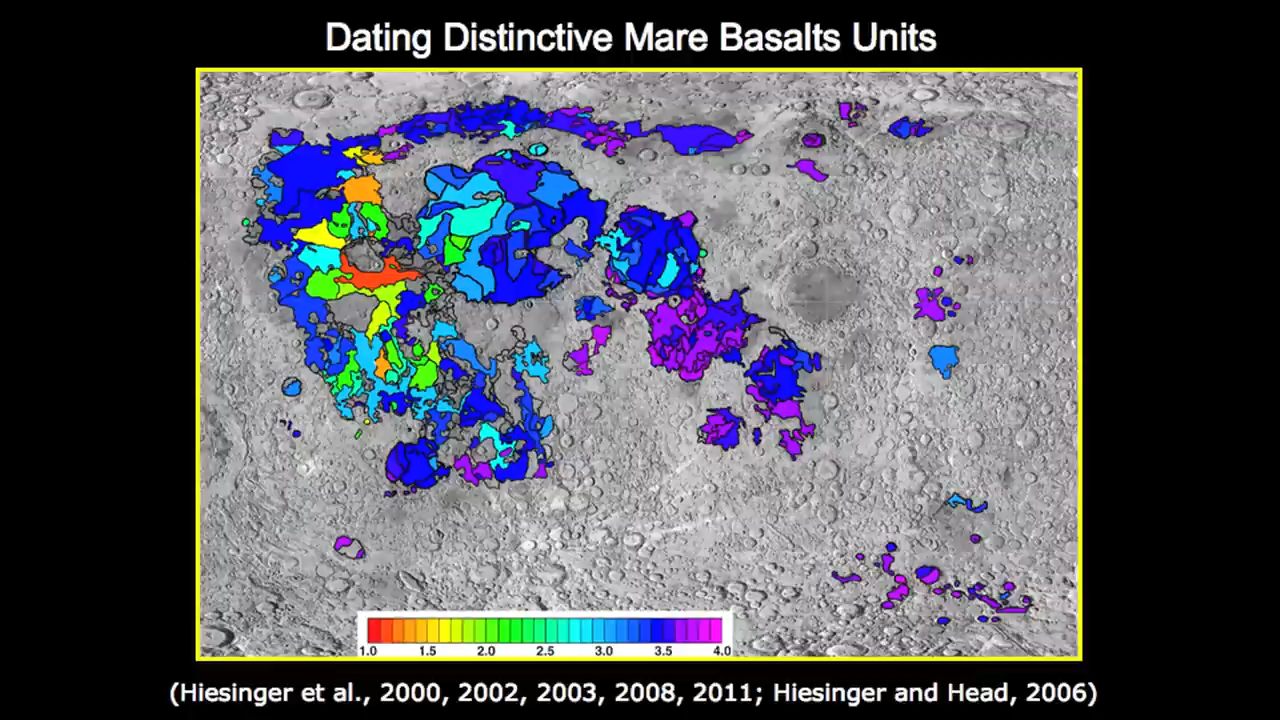 Dating Distinctive Mare Basalts Units
1.0 1.5 2.0 2.5 3.0 3.5 4.0
(Hiesinger et al., 2000, 2002, 2003, 2008, 2011; Hiesinger and Head, 2006)